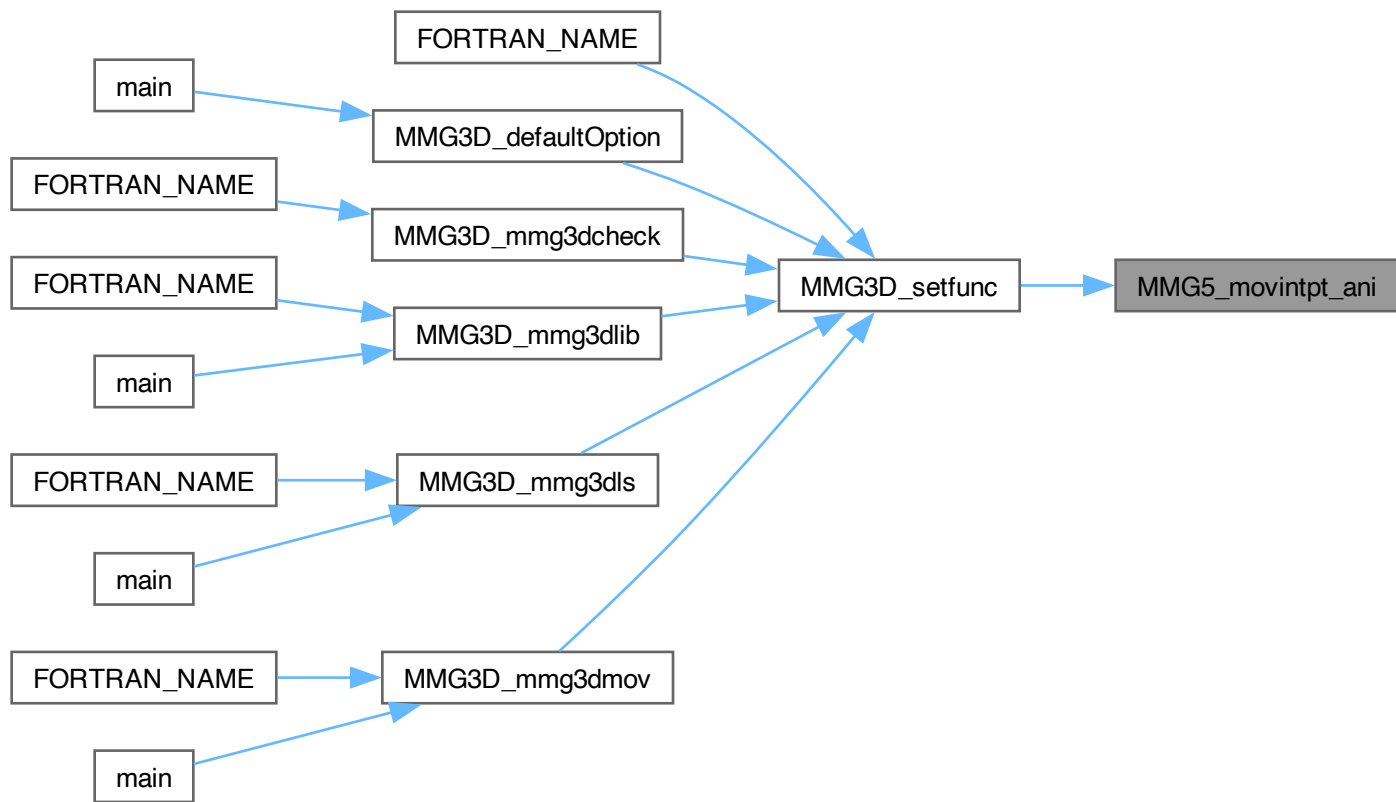 FORTRAN_NAME
main
MMG3D_defaultOption
FORTRAN_NAME
MMG3D_mmg3dcheck
FORTRAN_NAME
MMG3D_setfunc
MMG5_movintpt_ani
MMG3D_mmg3dlib
main
FORTRAN_NAME
MMG3D_mmg3dls
main
FORTRAN_NAME
MMG3D_mmg3dmov
main